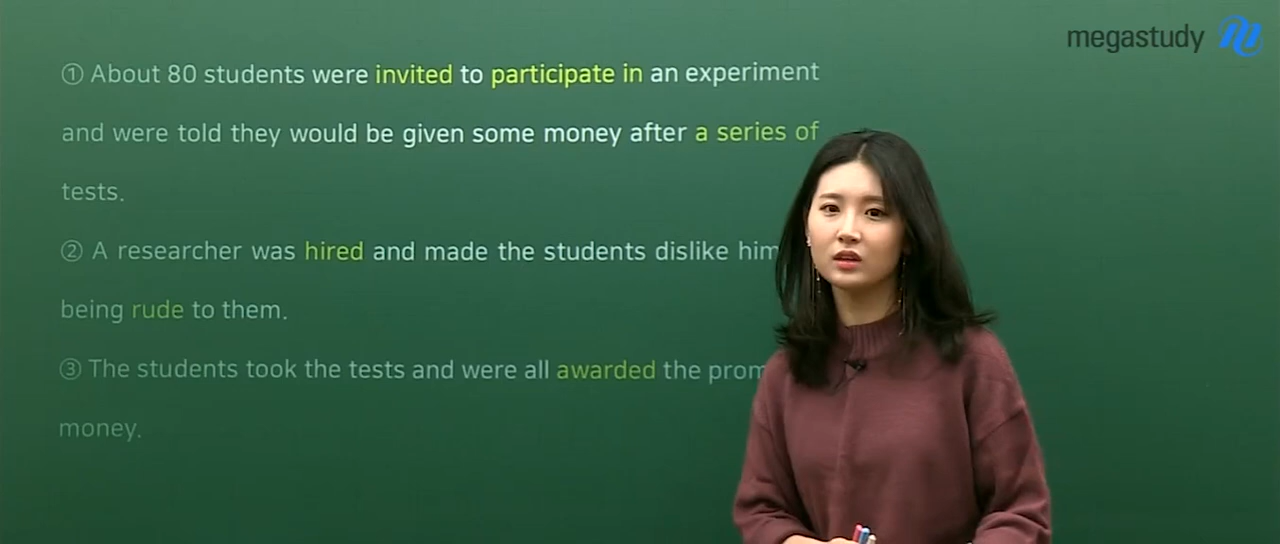 megastudy
① About 80 students were invited to participate in an experiment
and were told they would be given some money after a series of
tests.
② A researcher was hired and made the students dislike him
being rude to them.
③ The students took the tests and were all awarded the
money.